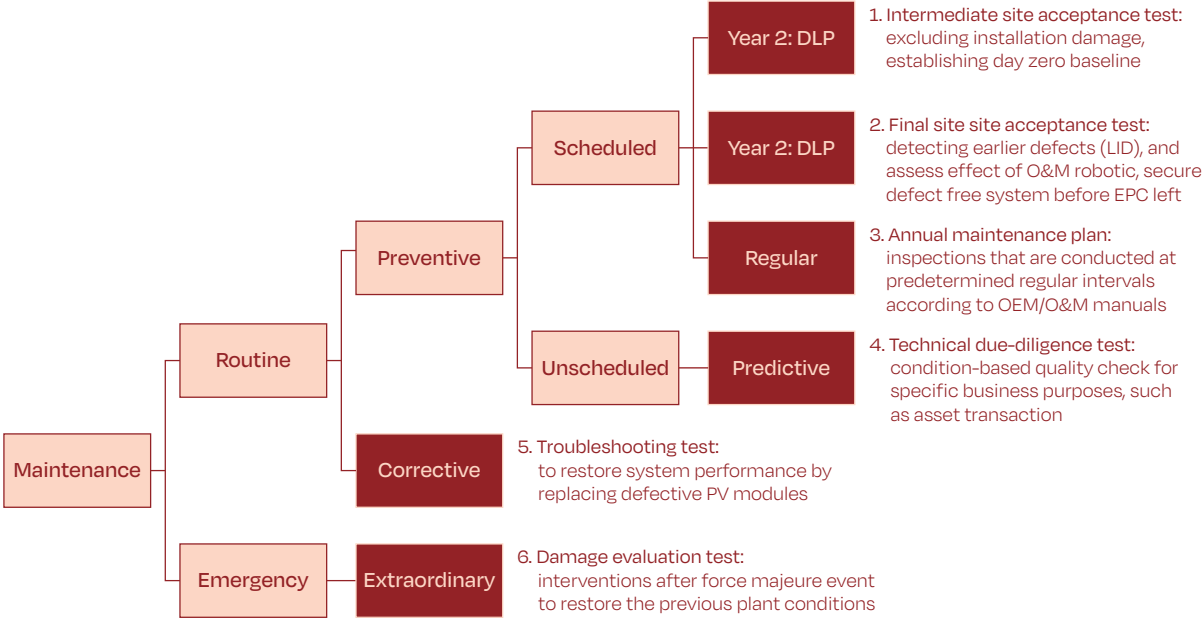 Year 2: DLP
1. Intermediate site acceptance test:
excluding installation damage,
establishing day zero baseline
Scheduled
Year 2: DLP
2. Final site site acceptance test:
detecting earlier defects (LID), and
assess effect of O&M robotic, secure
defect free system before EPC left
Preventive
Regular
3. Annual maintenance plan:
inspections that are conducted at
predetermined regular intervals
according to OEM/O&M manuals
Routine
Unscheduled
Predictive
4. Technical due-diligence test:
condition-based quality check for
specific business purposes, such
as asset transaction
Maintenance
Corrective
5. Troubleshooting test:
to restore system performance by
replacing defective PV modules
Emergency
Extraordinary
6. Damage evaluation test:
interventions after force majeure event
to restore the previous plant conditions